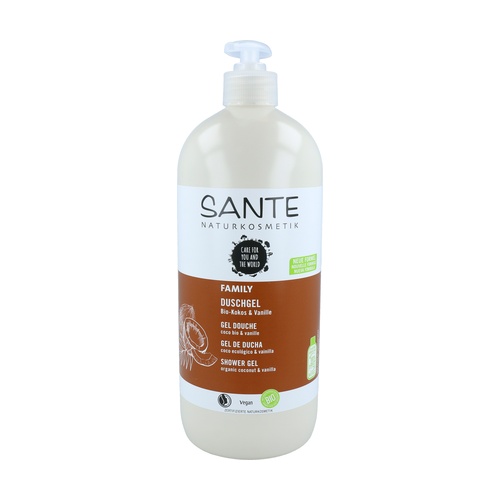 SANTE
NATURKOSMETIK
CARE FOR
YOU AND
THE WORLD
FAMILY
DUSCHGEL
Bio-Kokos & Vanille
GEL DOUCHE
coco bio & vanille
GEL DE DUCHA
coco ecológico & vainilla
SHOWER GEL
organic coconut & vanilla
Vegan
BIO